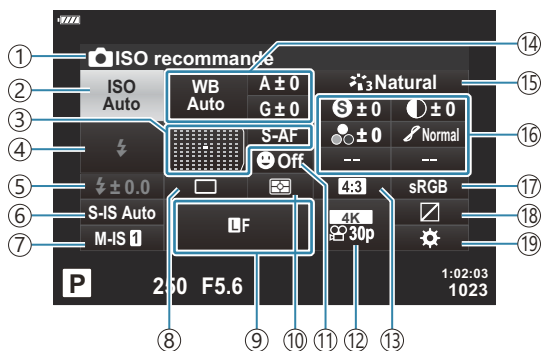 ① ISO recommandé
② ISO Auto
WB Auto
A±0
G±0
⑭
3 Natural
⑮
③
S-AF
S±0
±0
±0
Normal
--
--
⑯
④
Off
⑤ ±0.0
4:3
sRGB
⑰
⑥ S-IS Auto
⑱
⑦ M-IS 1
LF
4K
30p
⑲
P
250 F5.6
1:02:03
1023
⑧ ⑨ ⑩ ⑪ ⑫ ⑬